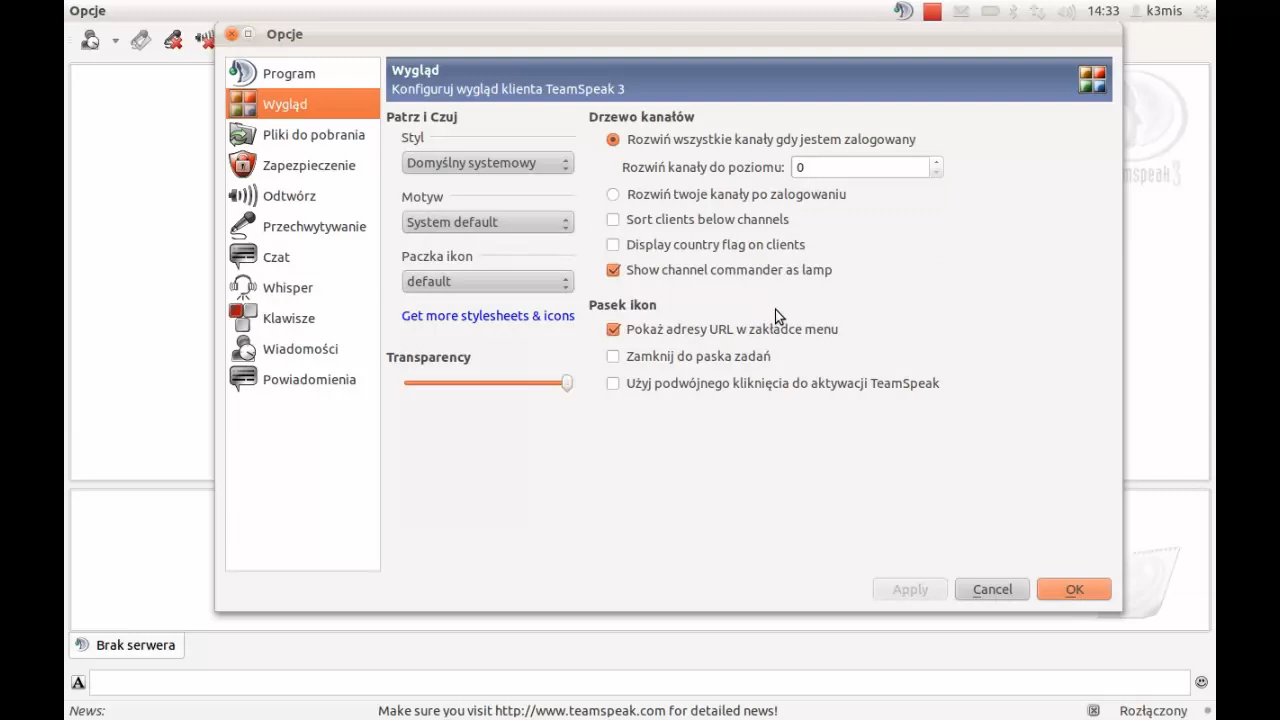 Opcje
14:33
k3mis
Opcje
Program
Wygląd
Pliki do pobrania
Zapezpieczenie
Odtwórz
Przechwytywanie
Czat
Whisper
Klawisze
Wiadomości
Powiadomienia
Wygląd
Konfiguruj wygląd klienta TeamSpeak 3
Patrz i Czuj
Styl
Domyślny systemowy
Motyw
System default
Paczka ikon
default
Get more stylesheets & icons
Transparency
Drzewo kanałów
Rozwiń wszystkie kanały gdy jestem zalogowany
Rozwiń kanały do poziomu: 0
Rozwiń twoje kanały po zalogowaniu
Sort clients below channels
Display country flag on clients
Show channel commander as lamp
Pasek ikon
Pokaż adresy URL w zakładce menu
Zamknij do paska zadań
Użyj podwójnego kliknięcia do aktywacji TeamSpeak
Apply
Cancel
OK
Brak serwera
A
News:
Make sure you visit http://www.teamspeak.com for detailed news!
Rozłączony